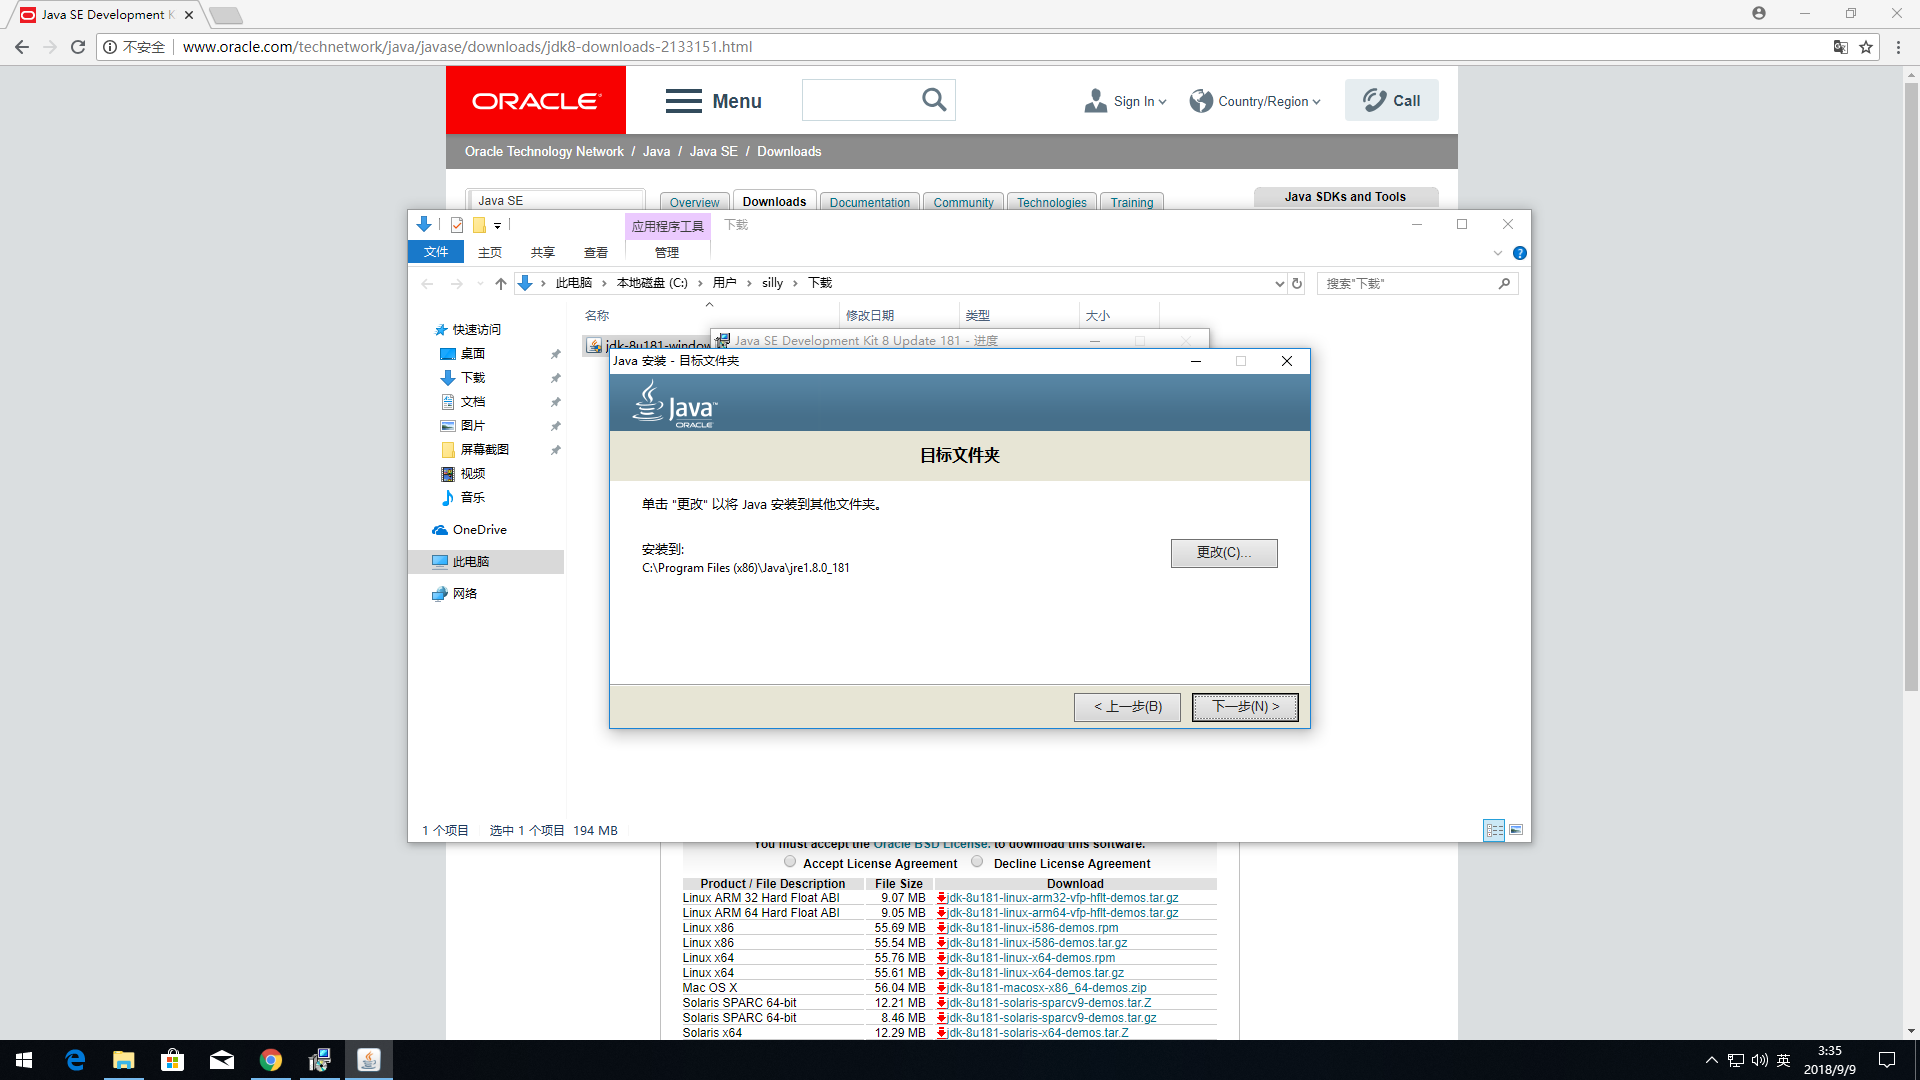 Java SE Development K
不安全 www.oracle.com/technetwork/java/javase/downloads/jdk8-downloads-2133151.html
ORACLE Menu Sign In Country/Region Call
Oracle Technology Network / Java / Java SE / Downloads
Java SE Overview Downloads Documentation Community Technologies Training Java SDKs and Tools
应用程序工具 下载
文件 主页 共享 查看 管理
此电脑 本地磁盘 (C:) 用户 silly 下载 搜索"下载"
名称 修改日期 类型 大小
快速访问
桌面
下载
文档
图片
屏幕截图
视频
音乐
OneDrive
此电脑
网络
jdk-8u181-window
Java SE Development Kit 8 Update 181 - 进度
Java 安装 - 目标文件夹
Java™
ORACLE
目标文件夹
单击 "更改" 以将 Java 安装到其他文件夹。
安装到:
C:\Program Files (x86)\Java\jre1.8.0_181
更改(C)...
< 上一步(B) 下一步(N) >
1 个项目 选中 1 个项目 194 MB
You must accept the Oracle BSD License. to download this software.
Accept License Agreement Decline License Agreement
Product / File Description File Size Download
Linux ARM 32 Hard Float ABI 9.07 MB jdk-8u181-linux-arm32-vfp-hflt-demos.tar.gz
Linux ARM 64 Hard Float ABI 9.05 MB jdk-8u181-linux-arm64-vfp-hflt-demos.tar.gz
Linux x86 55.69 MB jdk-8u181-linux-i586-demos.rpm
Linux x86 55.54 MB jdk-8u181-linux-i586-demos.tar.gz
Linux x64 55.76 MB jdk-8u181-linux-x64-demos.rpm
Linux x64 55.61 MB jdk-8u181-linux-x64-demos.tar.gz
Mac OS X 56.04 MB jdk-8u181-macosx-x86_64-demos.zip
Solaris SPARC 64-bit 12.21 MB jdk-8u181-solaris-sparcv9-demos.tar.Z
Solaris SPARC 64-bit 8.46 MB jdk-8u181-solaris-sparcv9-demos.tar.gz
Solaris x64 12.29 MB jdk-8u181-solaris-x64-demos.tar.Z
英 3:35
2018/9/9